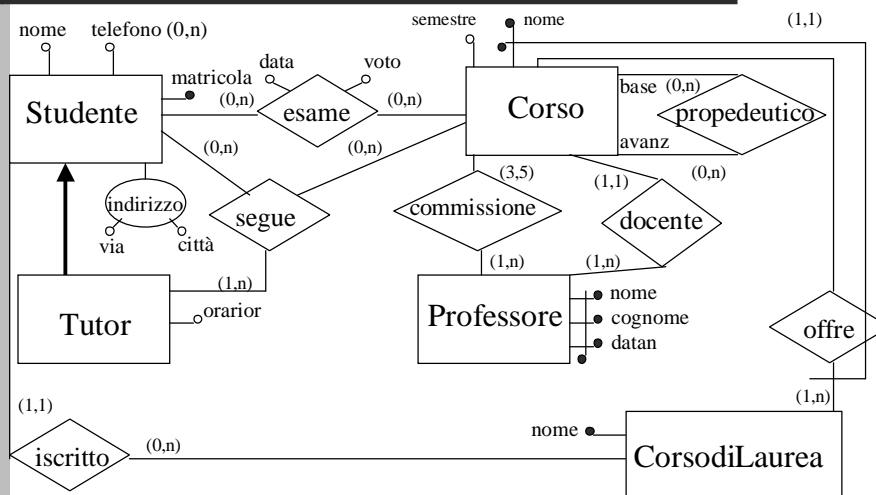 semestre
nome
(1,1)
nome
telefono (0,n)
matricola
data
voto
Studente
(0,n)
esame
(0,n)
Corso
base
(0,n)
propedeutico
avanz
(0,n)
(0,n)
(0,n)
(3,5)
(1,1)
indirizzo
via
città
segue
commissione
docente
(1,n)
(1,n)
(1,n)
Tutor
orarior
Professore
nome
cognome
datan
offre
(1,n)
(1,1)
iscritto
(0,n)
nome
CorsodiLaurea